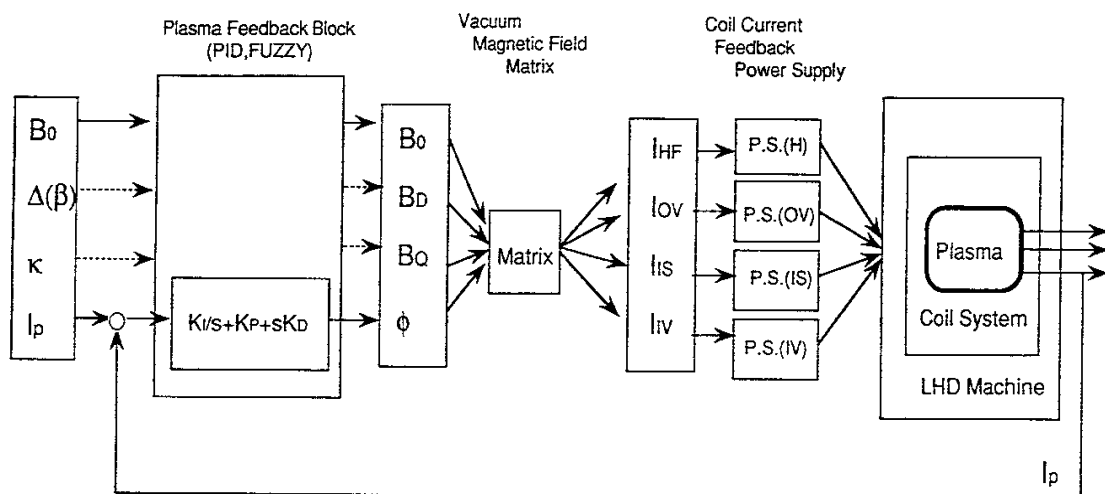 Plasma Feedback Block
(PID,FUZZY)
Vacuum
Magnetic Field
Matrix
Coil Current
Feedback
Power Supply
B0
Δ(β)
κ
Ip
KI/S+KP+sKD
B0
BD
BQ
ϕ
Matrix
IHF
IOV
IIS
IIV
P.S.(H)
P.S.(OV)
P.S.(IS)
P.S.(IV)
Plasma
Coil System
LHD Machine
Ip